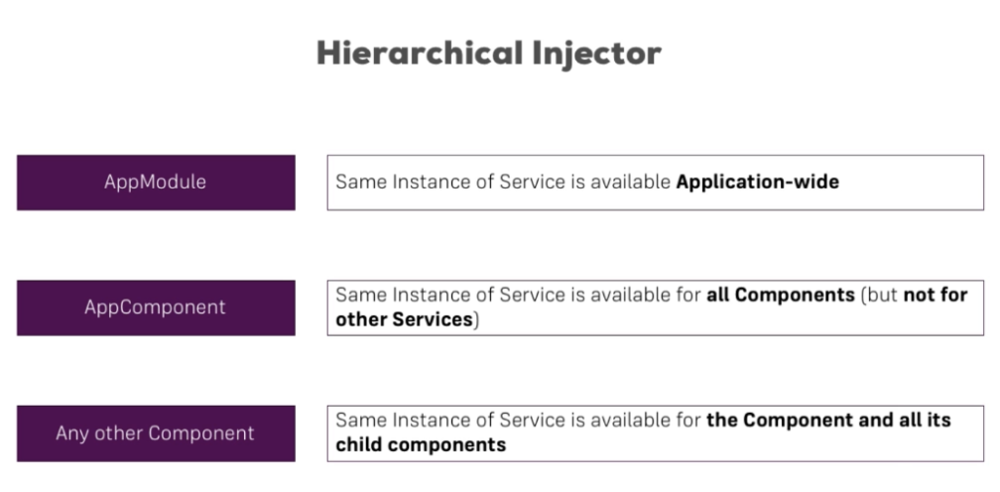 Hierarchical Injector
AppModule
Same Instance of Service is available Application-wide
AppComponent
Same Instance of Service is available for all Components (but not for
other Services)
Any other Component
Same Instance of Service is available for the Component and all its
child components